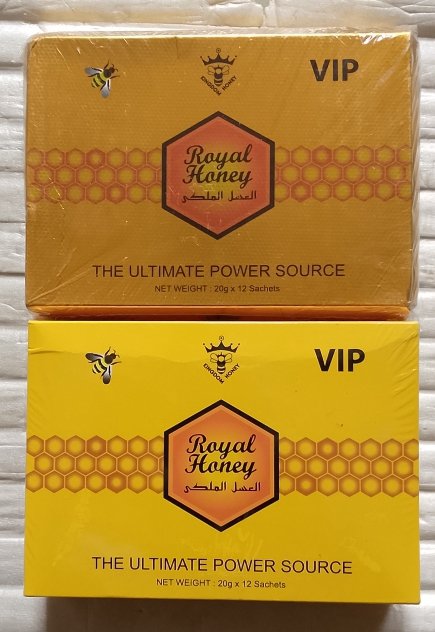 KINGDOM HONEY
VIP
Royal
Honey
العسل الملكي
THE ULTIMATE POWER SOURCE
NET WEIGHT : 20g x 12 Sachets
KINGDOM HONEY
VIP
Royal
Honey
العسل الملكي
THE ULTIMATE POWER SOURCE
NET WEIGHT : 20g x 12 Sachets